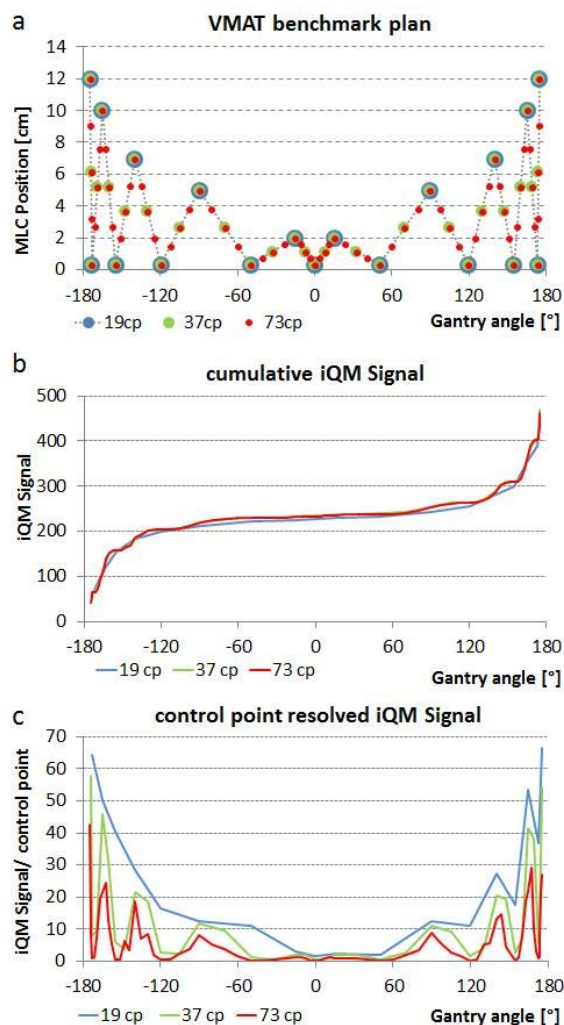 a
VMAT benchmark plan
MLC Position [cm]
14
12
10
8
6
4
2
0
-180 -120 -60 0 60 120 180
19cp 37cp 73cp Gantry angle [°]
b
cumulative iQM Signal
iQM Signal
500
400
300
200
100
0
-180 -120 -60 0 60 120 180
19 cp 37 cp 73 cp Gantry angle [°]
c
control point resolved iQM Signal
iQM Signal/ control point
70
60
50
40
30
20
10
0
-180 -120 -60 0 60 120 180
19 cp 37 cp 73 cp Gantry angle [°]